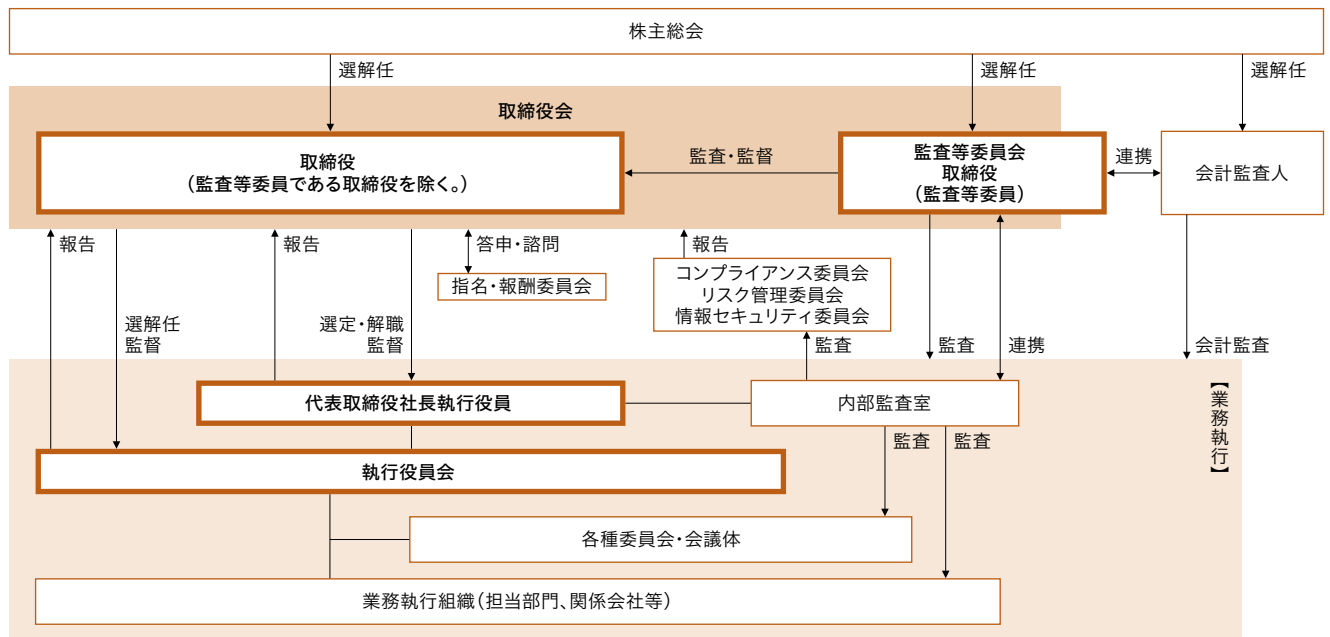 株主総会
選解任
選解任
選解任
取締役会
取締役
（監査等委員である取締役を除く。）
監査・監督
監査等委員会
取締役
（監査等委員）
連携
会計監査人
報告
報告
答申・諮問
報告
指名・報酬委員会
コンプライアンス委員会
リスク管理委員会
情報セキュリティ委員会
選解任
監督
選定・解職
監督
監査
監査
連携
会計監査
代表取締役社長執行役員
内部監査室
【業務執行】
監査
監査
執行役員会
各種委員会・会議体
業務執行組織（担当部門、関係会社等）